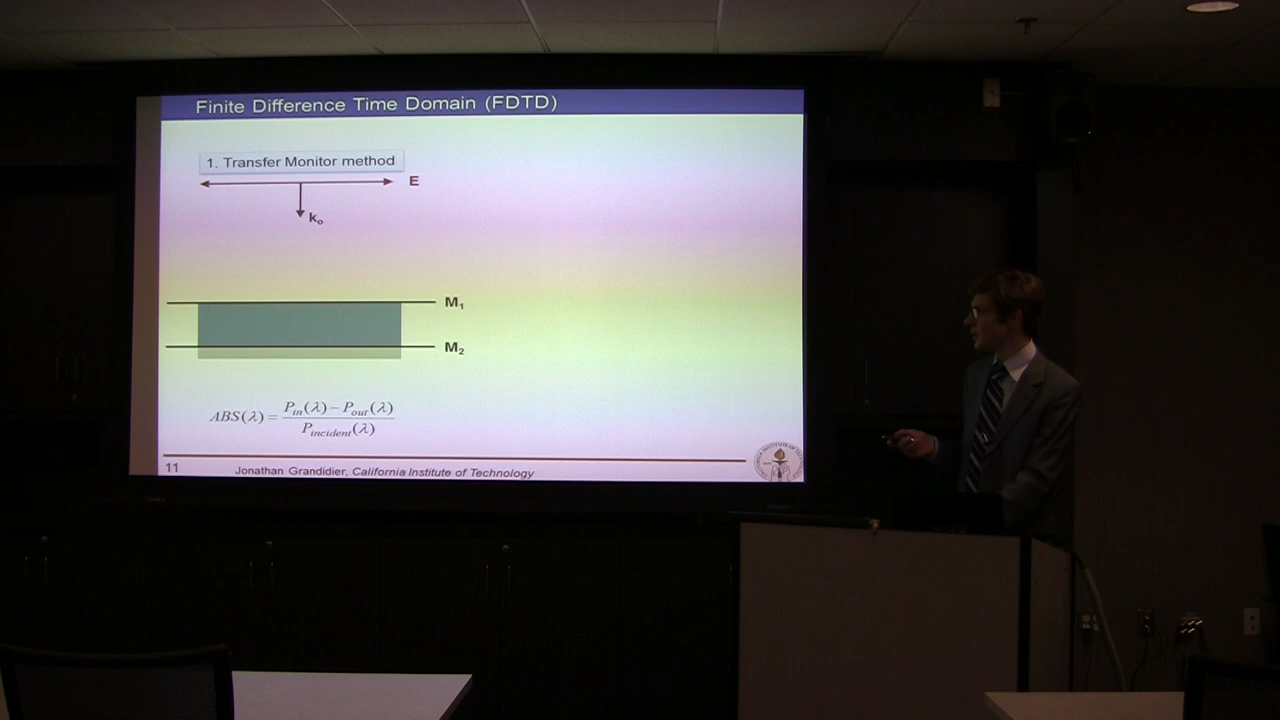 Finite Difference Time Domain (FDTD)
1. Transfer Monitor method
E
k₀
M₁
M₂
ABS(λ) = (P_in(λ) − P_out(λ)) / P_incident(λ)
11 Jonathan Grandidier, California Institute of Technology